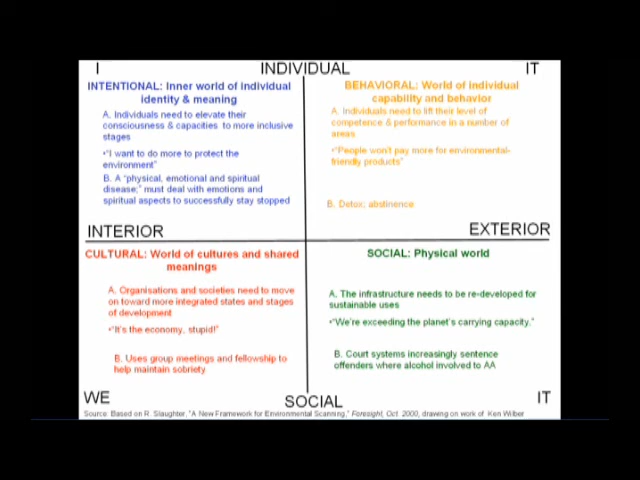 I
INDIVIDUAL
IT
INTENTIONAL: Inner world of individual
identity & meaning
A. Individuals need to elevate their
consciousness & capacities to more inclusive
stages
•“I want to do more to protect the
environment”
B. A “physical, emotional and spiritual
disease;” must deal with emotions and
spiritual aspects to successfully stay stopped
BEHAVIORAL: World of individual
capability and behavior
A. Individuals need to lift their level of
competence & performance in a number of
areas
•“People won't pay more for environmental-
friendly products”
B. Detox; abstinence
INTERIOR
EXTERIOR
CULTURAL: World of cultures and shared
meanings
A. Organisations and societies need to move
on toward more integrated states and stages
of development
•“It's the economy, stupid!”
B. Uses group meetings and fellowship to
help maintain sobriety
SOCIAL: Physical world
A. The infrastructure needs to be re-developed for
sustainable uses
•“We're exceeding the planet's carrying capacity.”
B. Court systems increasingly sentence
offenders where alcohol involved to AA
WE
SOCIAL
IT
Source: Based on R. Slaughter, “A New Framework for Environmental Scanning,” Foresight, Oct. 2000, drawing on work of Ken Wilber